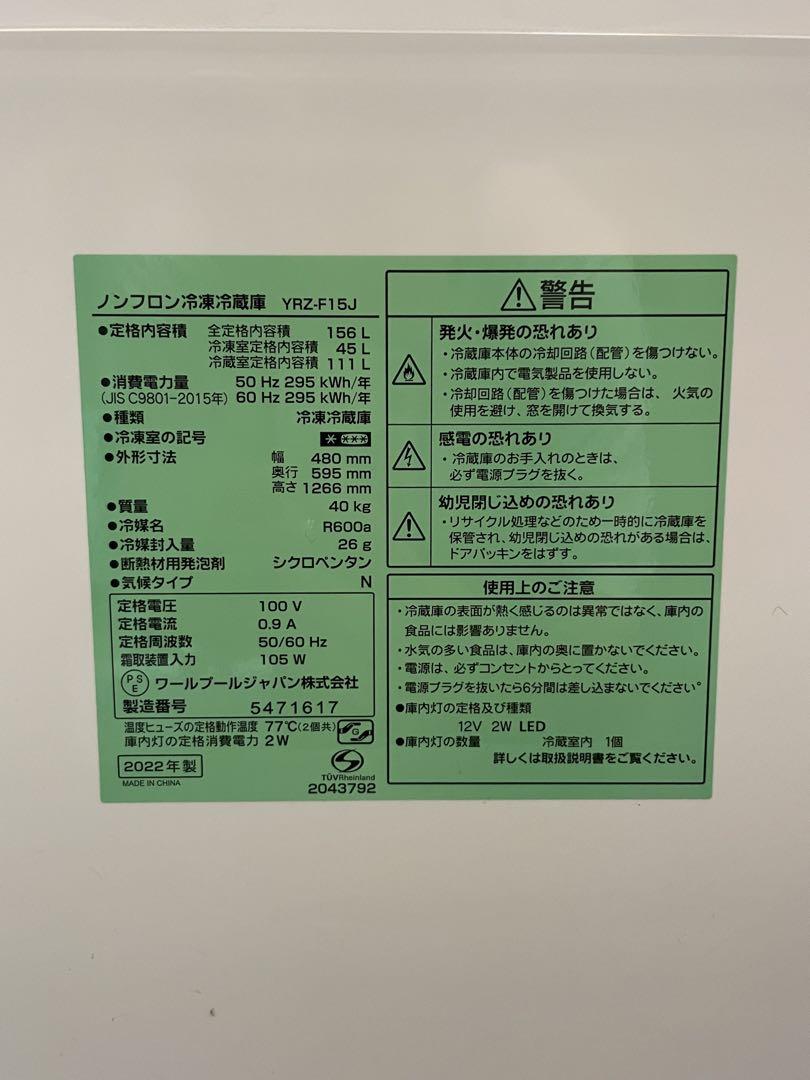 ノンフロン冷凍冷蔵庫 YRZ-F15J
●定格内容積 全定格内容積 156 L
冷凍室定格内容積 45 L
冷蔵室定格内容積 111 L
●消費電力量 50 Hz 295 kWh/年
(JIS C9801-2015年) 60 Hz 295 kWh/年
●種類 冷凍冷蔵庫
●冷凍室の記号
●外形寸法 幅 480 mm
奥行 595 mm
高さ 1266 mm
●質量 40 kg
●冷媒名 R600a
●冷媒封入量 26 g
●断熱材用発泡剤 シクロペンタン
●気候タイプ N
定格電圧 100 V
定格電流 0.9 A
定格周波数 50/60 Hz
霜取装置入力 105 W
PSE ワールプールジャパン株式会社
製造番号 5471617
温度ヒューズの定格動作温度 77℃(2個共)
庫内灯の定格消費電力 2W
G
2022年製
MADE IN CHINA
TÜVRheinland
2043792
警告
発火・爆発の恐れあり
・冷蔵庫本体の冷却回路(配管)を傷つけない。
・冷蔵庫内で電気製品を使用しない。
・冷却回路(配管)を傷つけた場合は、火気の
使用を避け、窓を開けて換気する。
感電の恐れあり
・冷蔵庫のお手入れのときは、
必ず電源プラグを抜く。
幼児閉じ込めの恐れあり
・リサイクル処理などのため一時的に冷蔵庫を
保管され、幼児閉じ込めの恐れがある場合は、
ドアパッキンをはずす。
使用上のご注意
・冷蔵庫の表面が熱く感じるのは異常ではなく、庫内の
食品には影響ありません。
・水気の多い食品は、庫内の奥に置かないでください。
・電源は、必ずコンセントからとってください。
・電源プラグを抜いたら6分間は差し込まないでください。
●庫内灯の定格及び種類
12V 2W LED
●庫内灯の数量 冷蔵室内 1個
詳しくは取扱説明書をご覧ください。